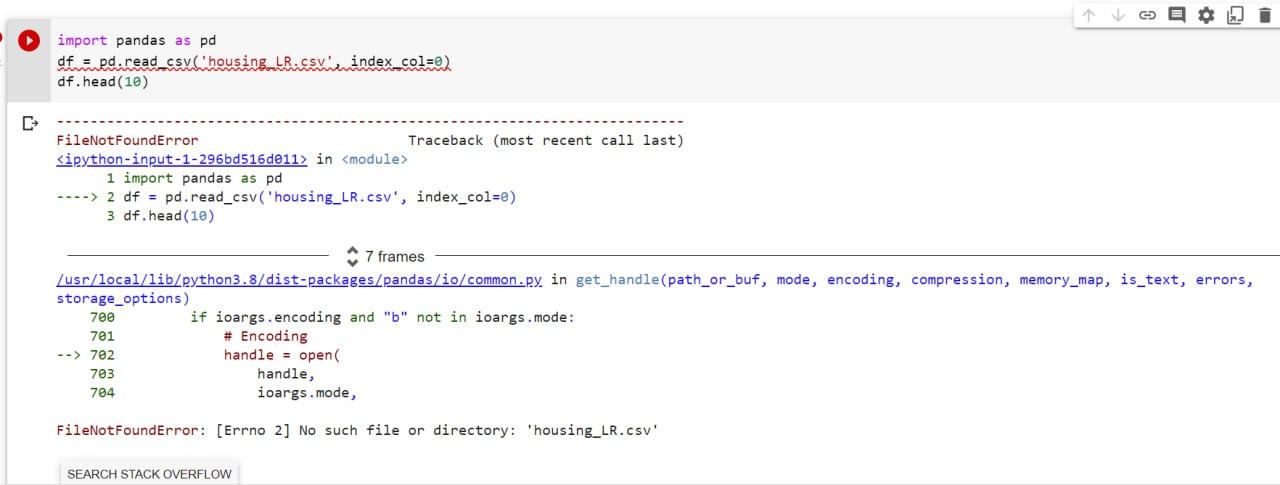 import pandas as pd
df = pd.read_csv('housing_LR.csv', index_col=0)
df.head(10)
---------------------------------------------------------------------------
FileNotFoundError                         Traceback (most recent call last)
<ipython-input-1-296bd516d011> in <module>
      1 import pandas as pd
----> 2 df = pd.read_csv('housing_LR.csv', index_col=0)
      3 df.head(10)
7 frames
/usr/local/lib/python3.8/dist-packages/pandas/io/common.py in get_handle(path_or_buf, mode, encoding, compression, memory_map, is_text, errors,
storage_options)
    700         if ioargs.encoding and "b" not in ioargs.mode:
    701             # Encoding
--> 702             handle = open(
    703                 handle,
    704                 ioargs.mode,
FileNotFoundError: [Errno 2] No such file or directory: 'housing_LR.csv'
SEARCH STACK OVERFLOW